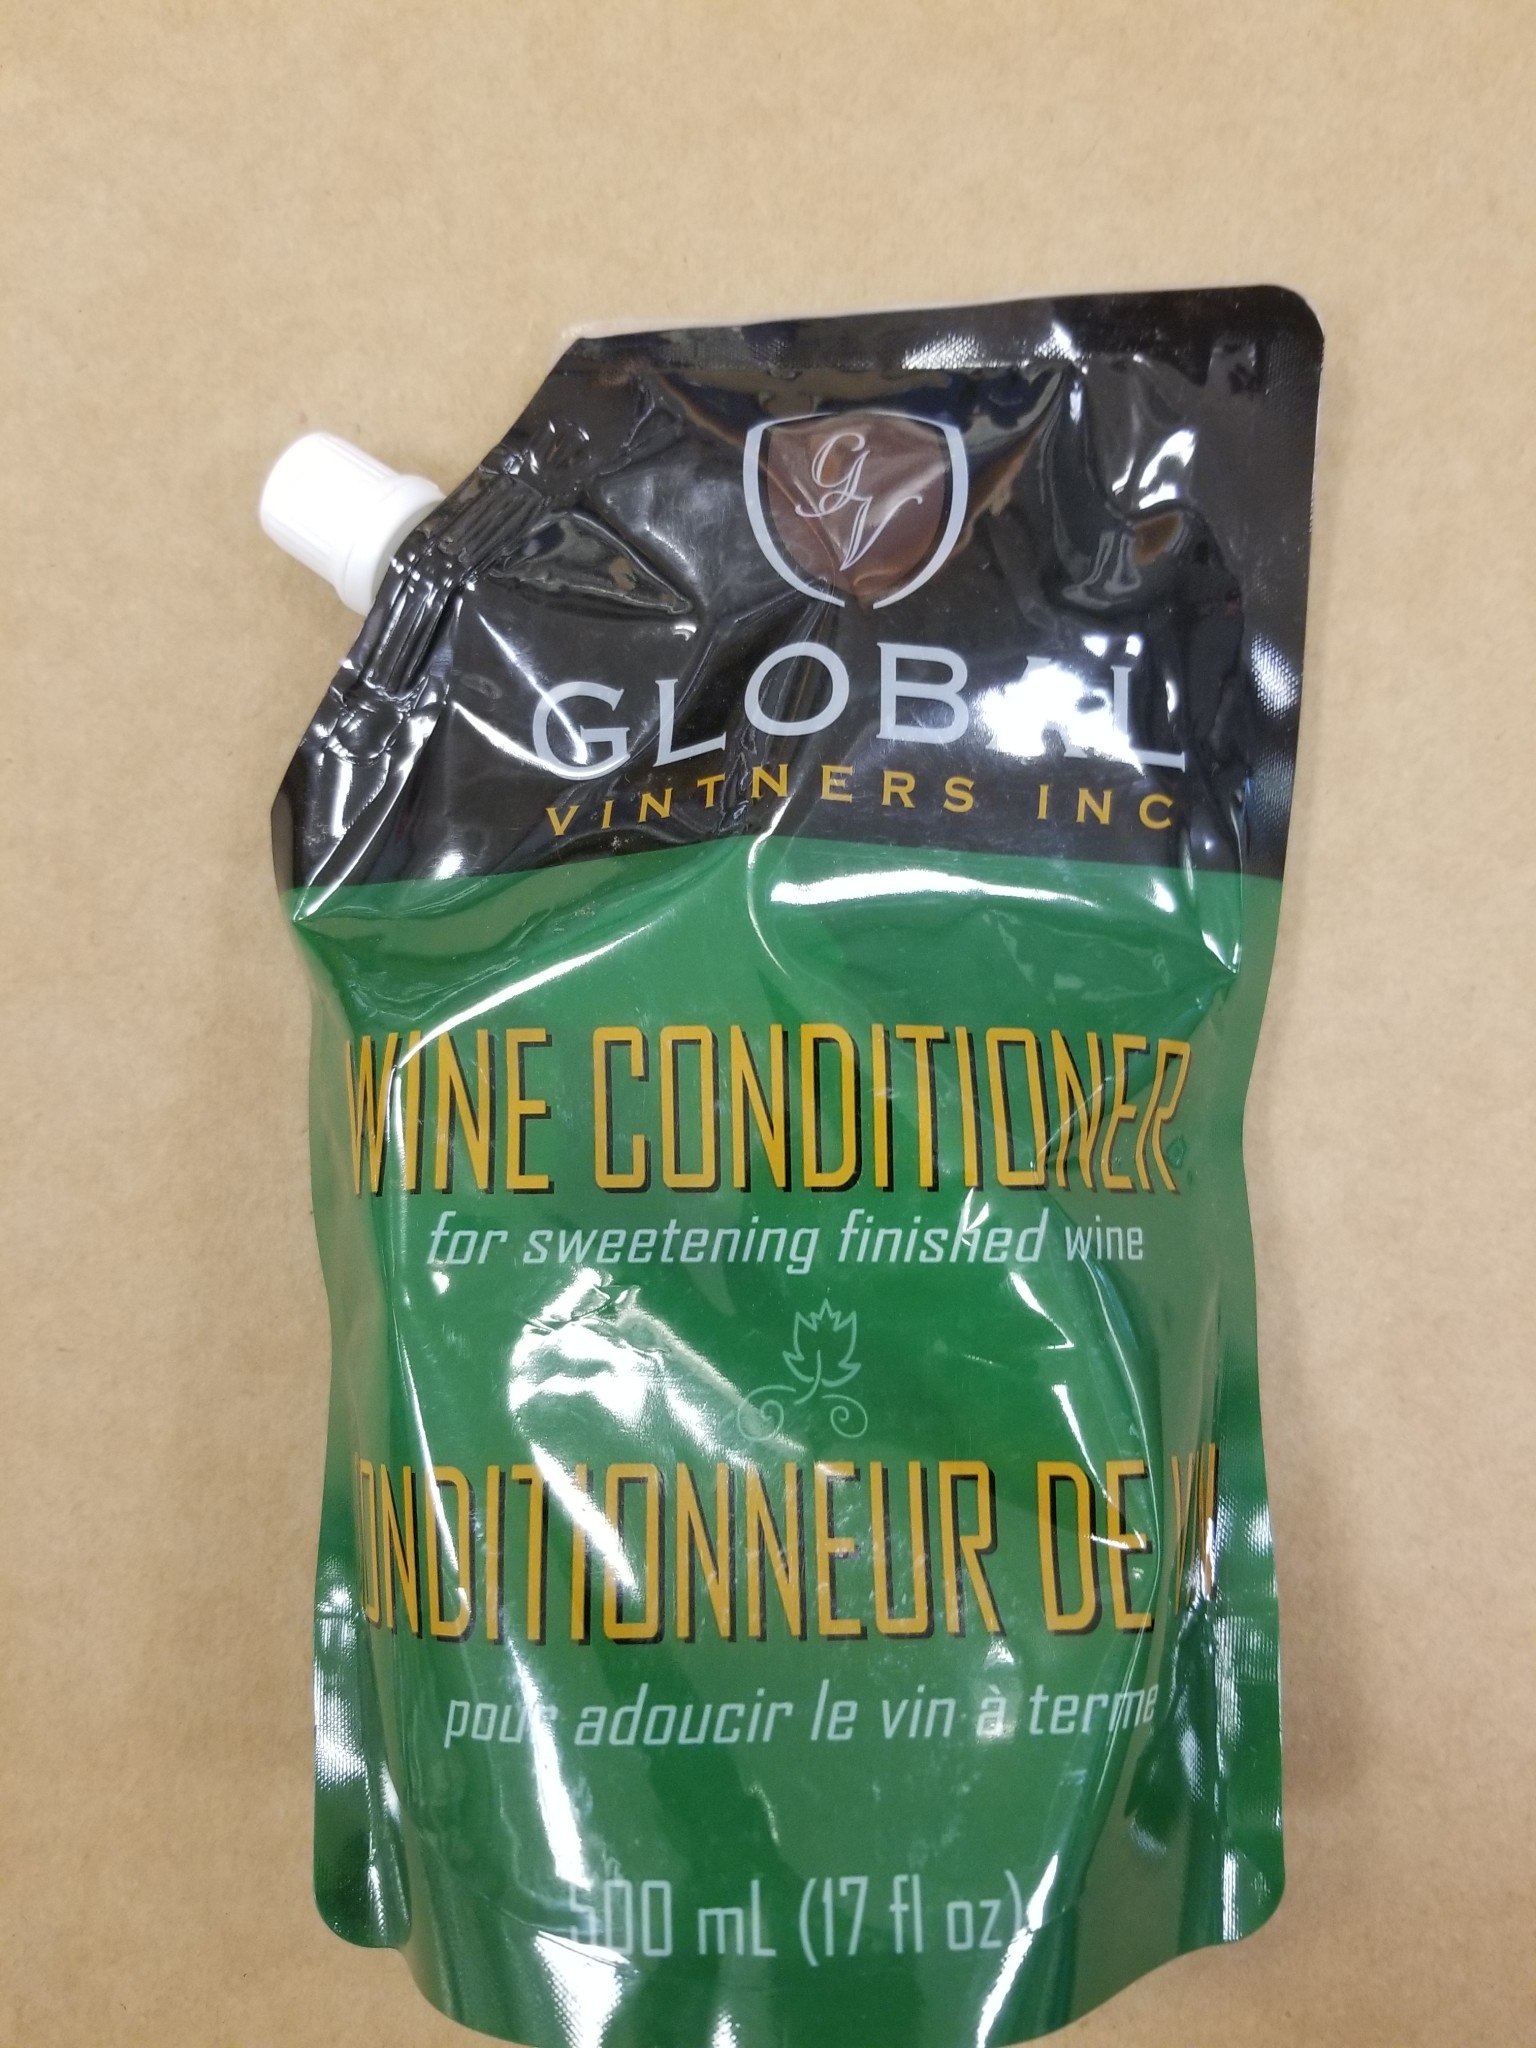 GV
GLOBAL
VINTNERS INC
WINE CONDITIONER
for sweetening finished wine
CONDITIONNEUR DE VIN
pour adoucir le vin à terme
500 mL (17 fl oz)